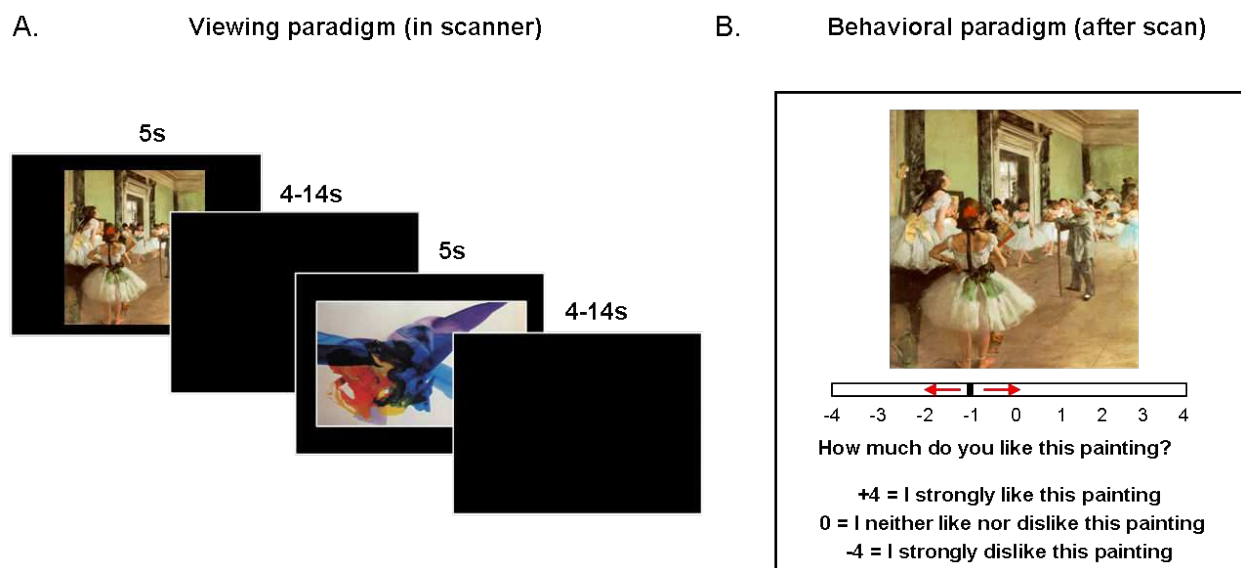 A.
Viewing paradigm (in scanner)
5s
4-14s
5s
4-14s
B.
Behavioral paradigm (after scan)
-4 -3 -2 -1 0 1 2 3 4
How much do you like this painting?
+4 = I strongly like this painting
0 = I neither like nor dislike this painting
-4 = I strongly dislike this painting